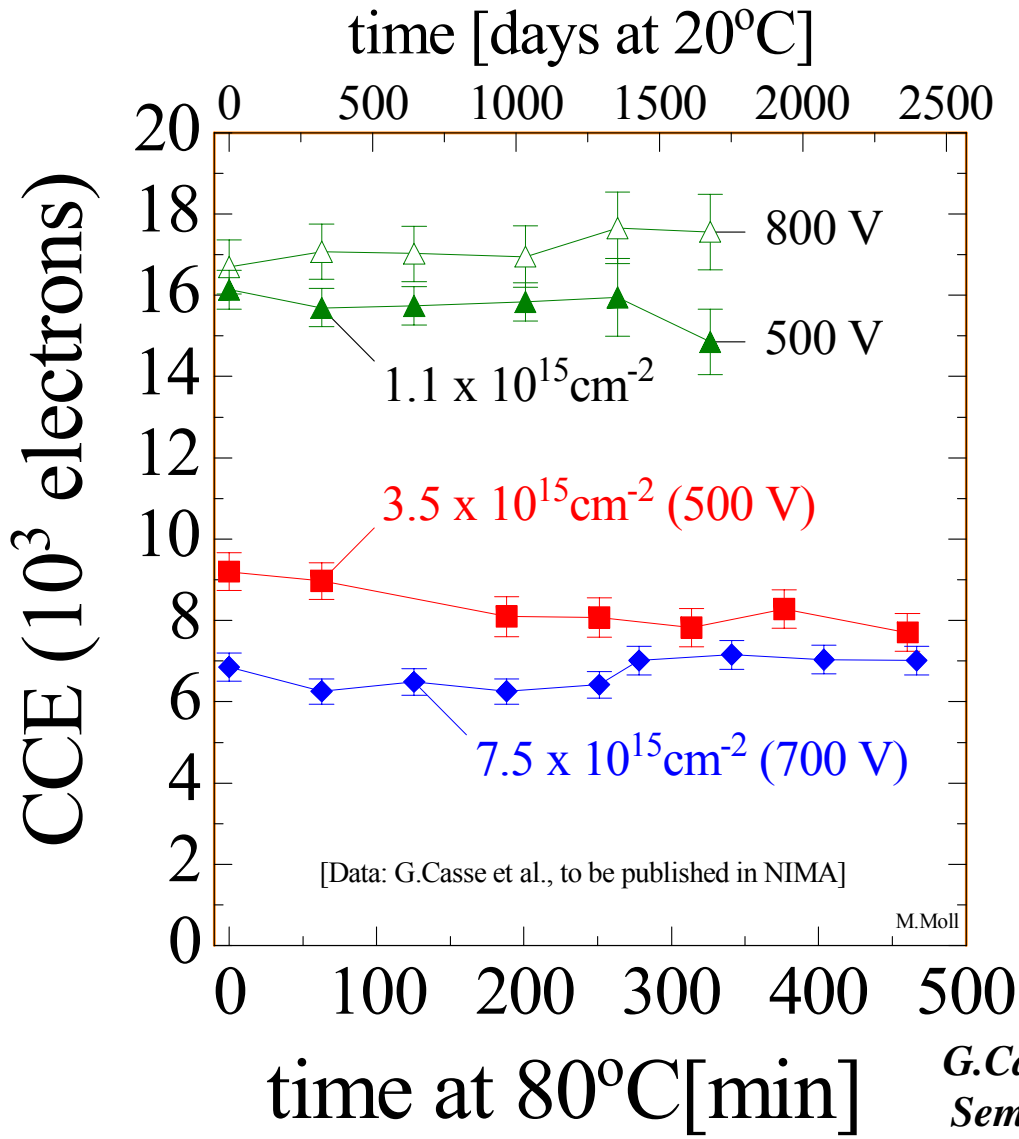 time [days at 20°C]
0 500 1000 1500 2000 2500
20
18
16
14
12
10
8
6
4
2
0
CCE (10³ electrons)
800 V
500 V
1.1 x 10¹⁵cm⁻²
3.5 x 10¹⁵cm⁻² (500 V)
7.5 x 10¹⁵cm⁻² (700 V)
[Data: G.Casse et al., to be published in NIMA]
M.Moll
0 100 200 300 400 500
time at 80°C[min]